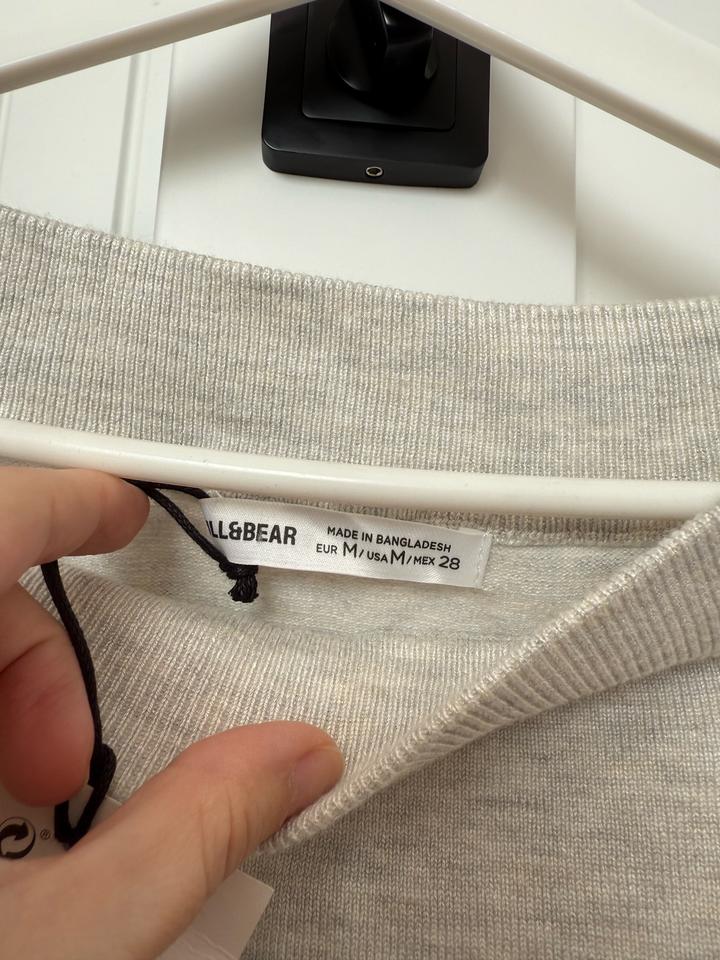 LL&BEAR
MADE IN BANGLADESH
EUR M/USA M/MEX 28
®